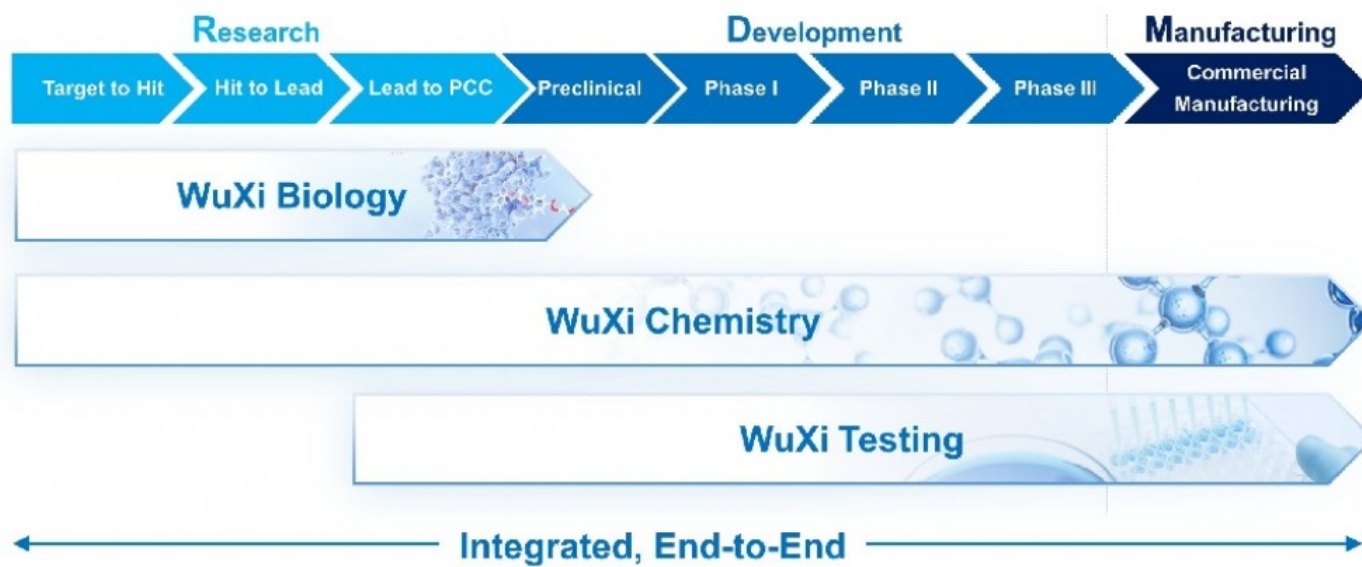 Research Development Manufacturing
Target to Hit Hit to Lead Lead to PCC Preclinical Phase I Phase II Phase III Commercial
Manufacturing
WuXi Biology
WuXi Chemistry
WuXi Testing
Integrated, End-to-End